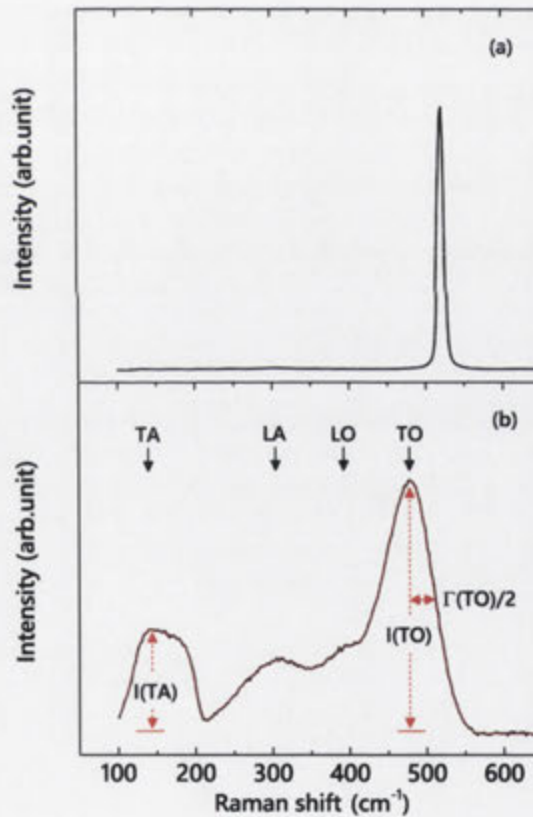 (a)
Intensity (arb.unit)
(b)
TA LA LO TO
Intensity (arb.unit)
Γ(TO)/2
I(TO)
I(TA)
100 200 300 400 500 600
Raman shift (cm⁻¹)